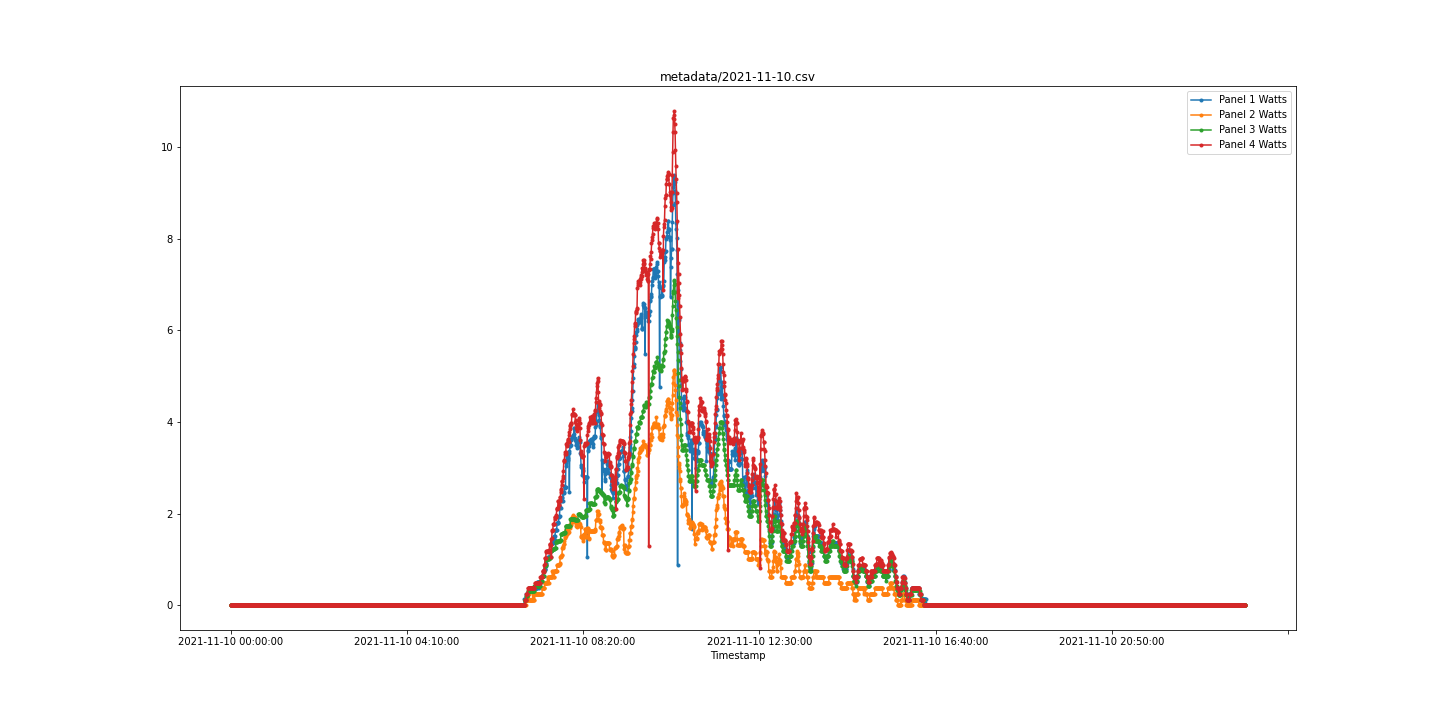 metadata/2021-11-10.csv
Panel 1 Watts
Panel 2 Watts
Panel 3 Watts
Panel 4 Watts
10
8
6
4
2
0
2021-11-10 00:00:00 2021-11-10 04:10:00 2021-11-10 08:20:00 2021-11-10 12:30:00 2021-11-10 16:40:00 2021-11-10 20:50:00
Timestamp